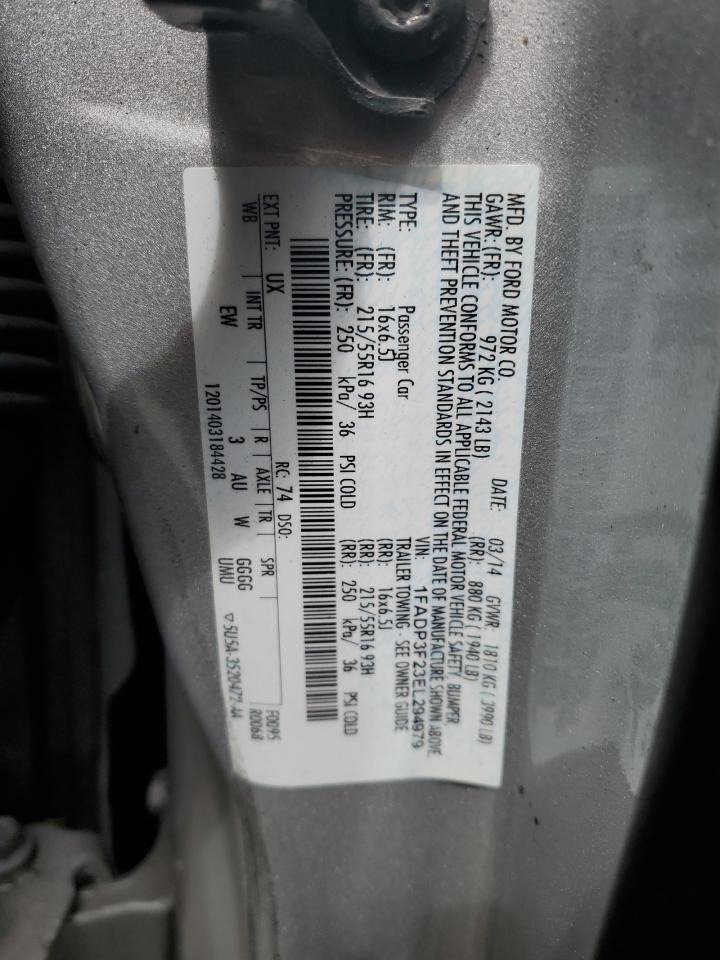 MFD. BY FORD MOTOR CO.
DATE: 03/14 GVWR: 1810 KG ( 3990 LB)
GAWR: (FR): 972 KG ( 2143 LB) (RR): 880 KG ( 1940 LB)
THIS VEHICLE CONFORMS TO ALL APPLICABLE FEDERAL MOTOR VEHICLE SAFETY, BUMPER
AND THEFT PREVENTION STANDARDS IN EFFECT ON THE DATE OF MANUFACTURE SHOWN ABOVE
VIN: 1FADP3F23EL294979
TYPE: Passenger Car TRAILER TOWING - SEE OWNER GUIDE
RIM: (FR): 16x6.5J (RR): 16x6.5J
TIRE: (FR): 215/55R16 93H (RR): 215/55R16 93H
PRESSURE: (FR): 250 kPa/ 36 PSI COLD (RR): 250 kPa/ 36 PSI COLD
EXT PNT: UX RC: 74 DSO: F0095
WB INT TR TP/PS R AXLE TR SPR R0068
EW 3 AU W GGGG
UMU
1201403184428 ▽ 5U5A-3520472-AA